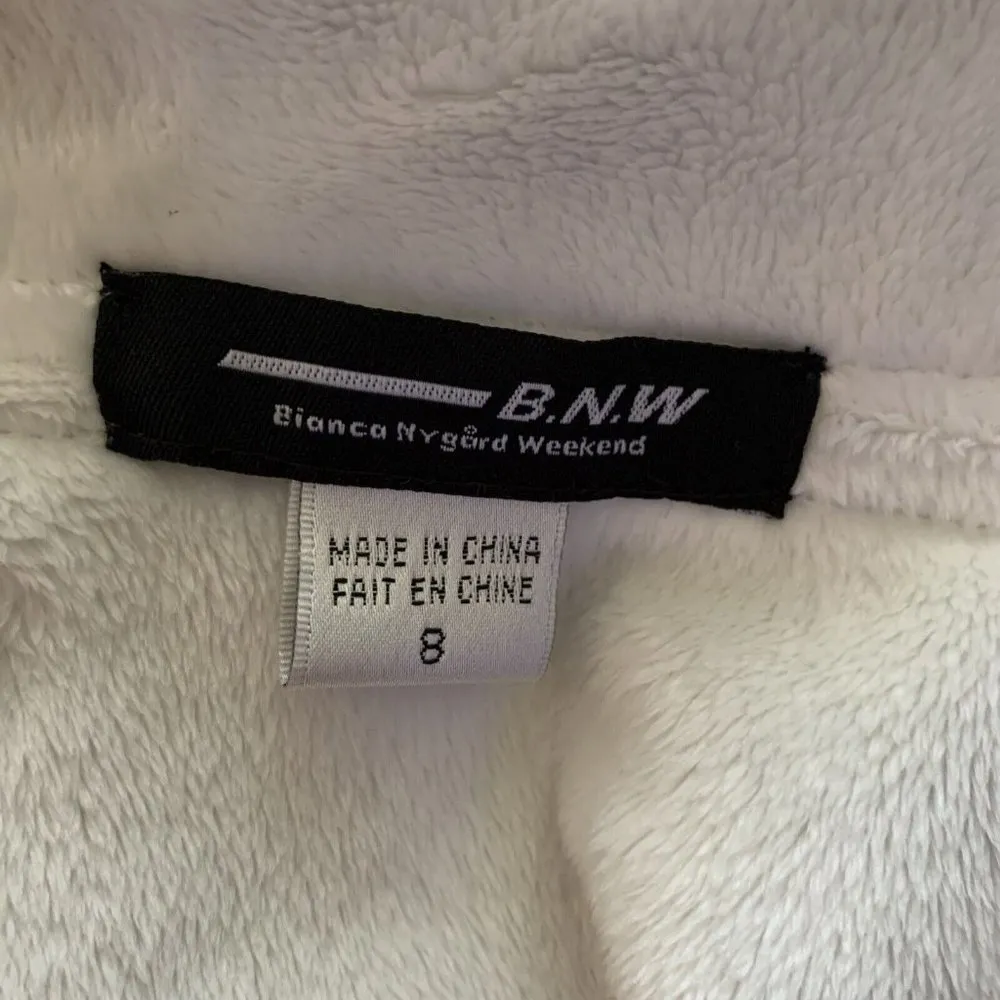 B.N.W
Bianca Nygård Weekend
MADE IN CHINA
FAIT EN CHINE
8